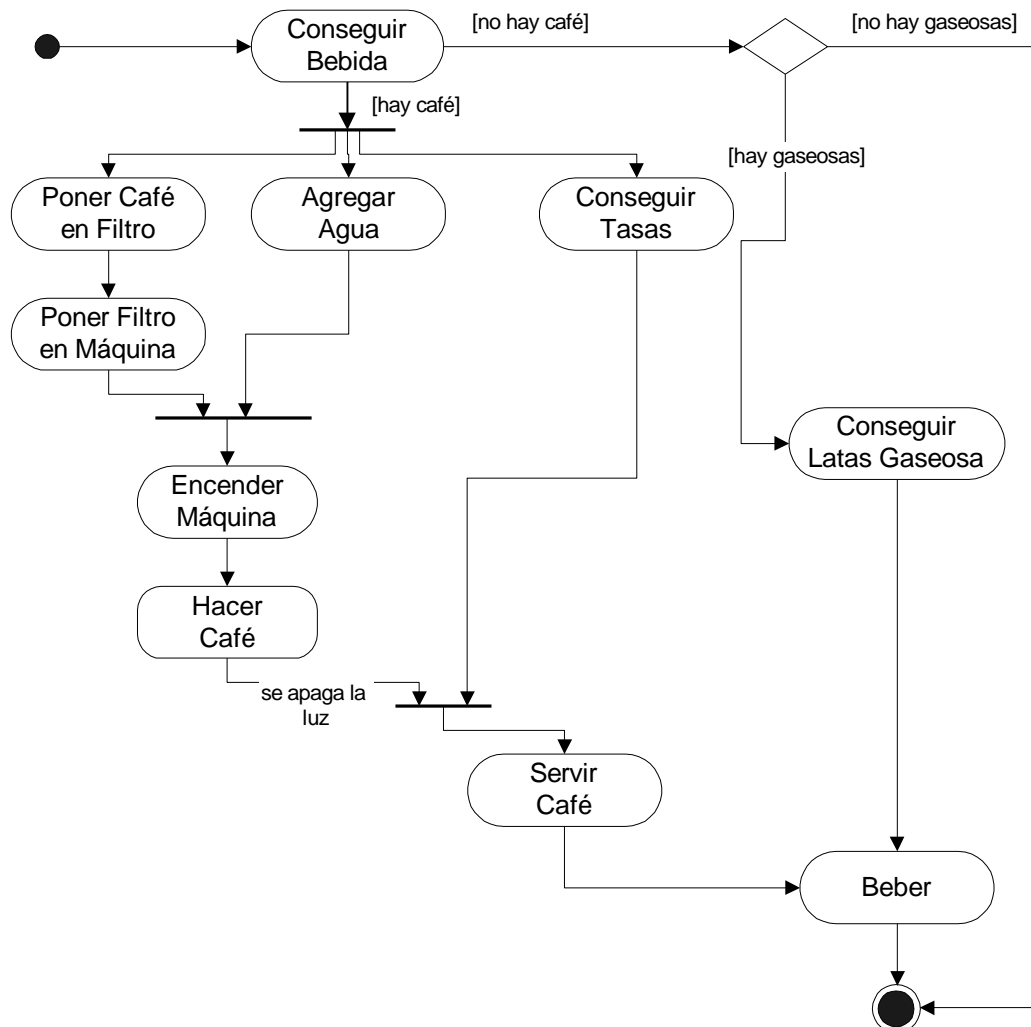 [no hay café]
[no hay gaseosas]
Conseguir
Bebida
[hay café]
[hay gaseosas]
Poner Café
en Filtro
Agregar
Agua
Conseguir
Tasas
Poner Filtro
en Máquina
Conseguir
Latas Gaseosa
Encender
Máquina
Hacer
Café
se apaga la
luz
Servir
Café
Beber